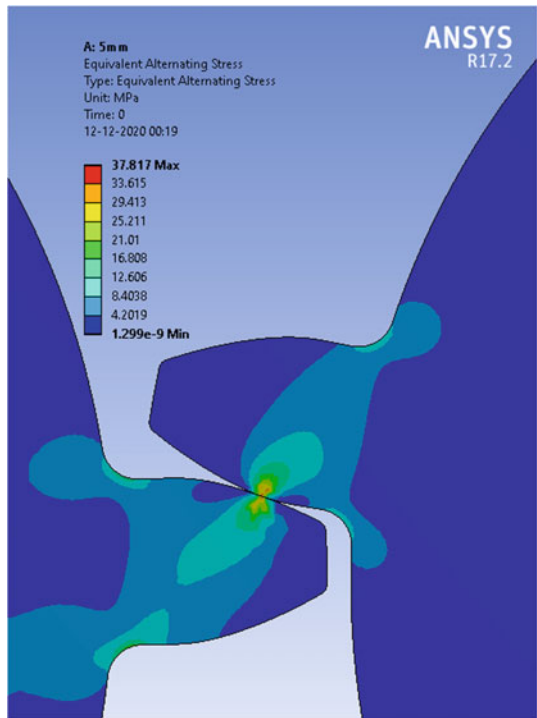 A: 5mm
Equivalent Alternating Stress
Type: Equivalent Alternating Stress
Unit: MPa
Time: 0
12-12-2020 00:19
ANSYS
R17.2
37.817 Max
33.615
29.413
25.211
21.01
16.808
12.606
8.4038
4.2019
1.299e-9 Min